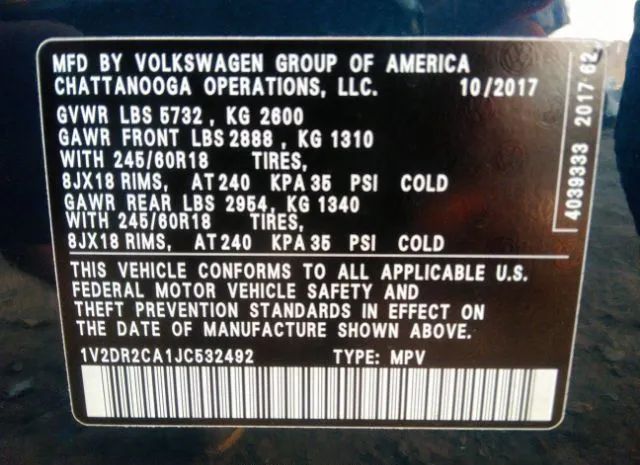 MFD BY VOLKSWAGEN GROUP OF AMERICA
CHATTANOOGA OPERATIONS, LLC. 10/2017
GVWR LBS 5732 , KG 2600
GAWR FRONT LBS 2888 , KG 1310
WITH 245/60R18 TIRES,
8JX18 RIMS, AT 240 KPA 35 PSI COLD
GAWR REAR LBS 2954, KG 1340
WITH 245/60R18 TIRES,
8JX18 RIMS, AT 240 KPA 35 PSI COLD
THIS VEHICLE CONFORMS TO ALL APPLICABLE U.S.
FEDERAL MOTOR VEHICLE SAFETY AND
THEFT PREVENTION STANDARDS IN EFFECT ON
THE DATE OF MANUFACTURE SHOWN ABOVE.
1V2DR2CA1JC532492 TYPE: MPV
4039333 2017 62